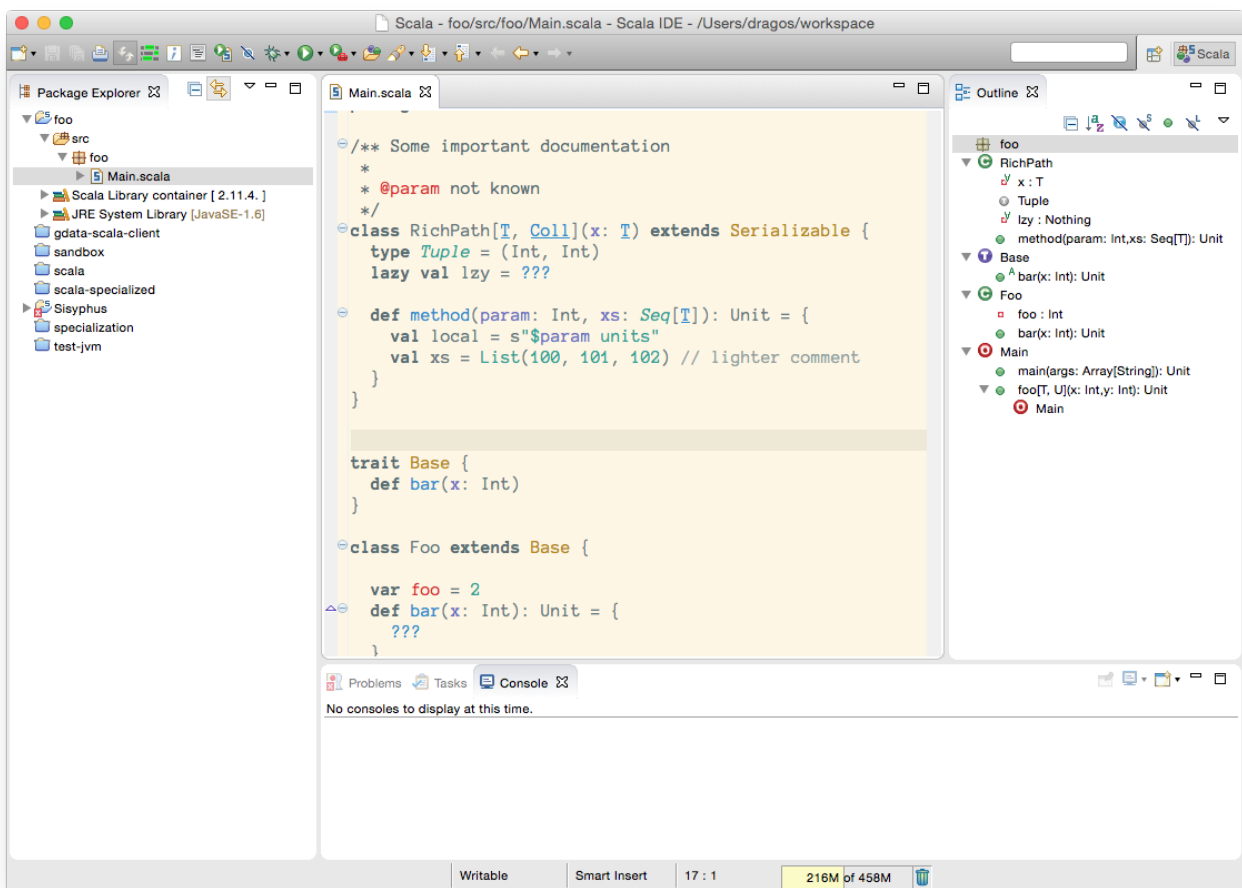 Scala - foo/src/foo/Main.scala - Scala IDE - /Users/dragos/workspace
Scala
Package Explorer
foo
src
foo
Main.scala
Scala Library container [ 2.11.4. ]
JRE System Library [JavaSE-1.6]
gdata-scala-client
sandbox
scala
scala-specialized
Sisyphus
specialization
test-jvm
Main.scala
/** Some important documentation
*
* @param not known
*/
class RichPath[T, Coll](x: T) extends Serializable {
type Tuple = (Int, Int)
lazy val lzy = ???
def method(param: Int, xs: Seq[T]): Unit = {
val local = s"$param units"
val xs = List(100, 101, 102) // lighter comment
}
}
trait Base {
def bar(x: Int)
}
class Foo extends Base {
var foo = 2
def bar(x: Int): Unit = {
???
}
Outline
foo
RichPath
x : T
Tuple
lzy : Nothing
method(param: Int,xs: Seq[T]): Unit
Base
bar(x: Int): Unit
Foo
foo : Int
bar(x: Int): Unit
Main
main(args: Array[String]): Unit
foo[T, U](x: Int,y: Int): Unit
Main
Problems Tasks Console
No consoles to display at this time.
Writable Smart Insert 17 : 1 216M of 458M